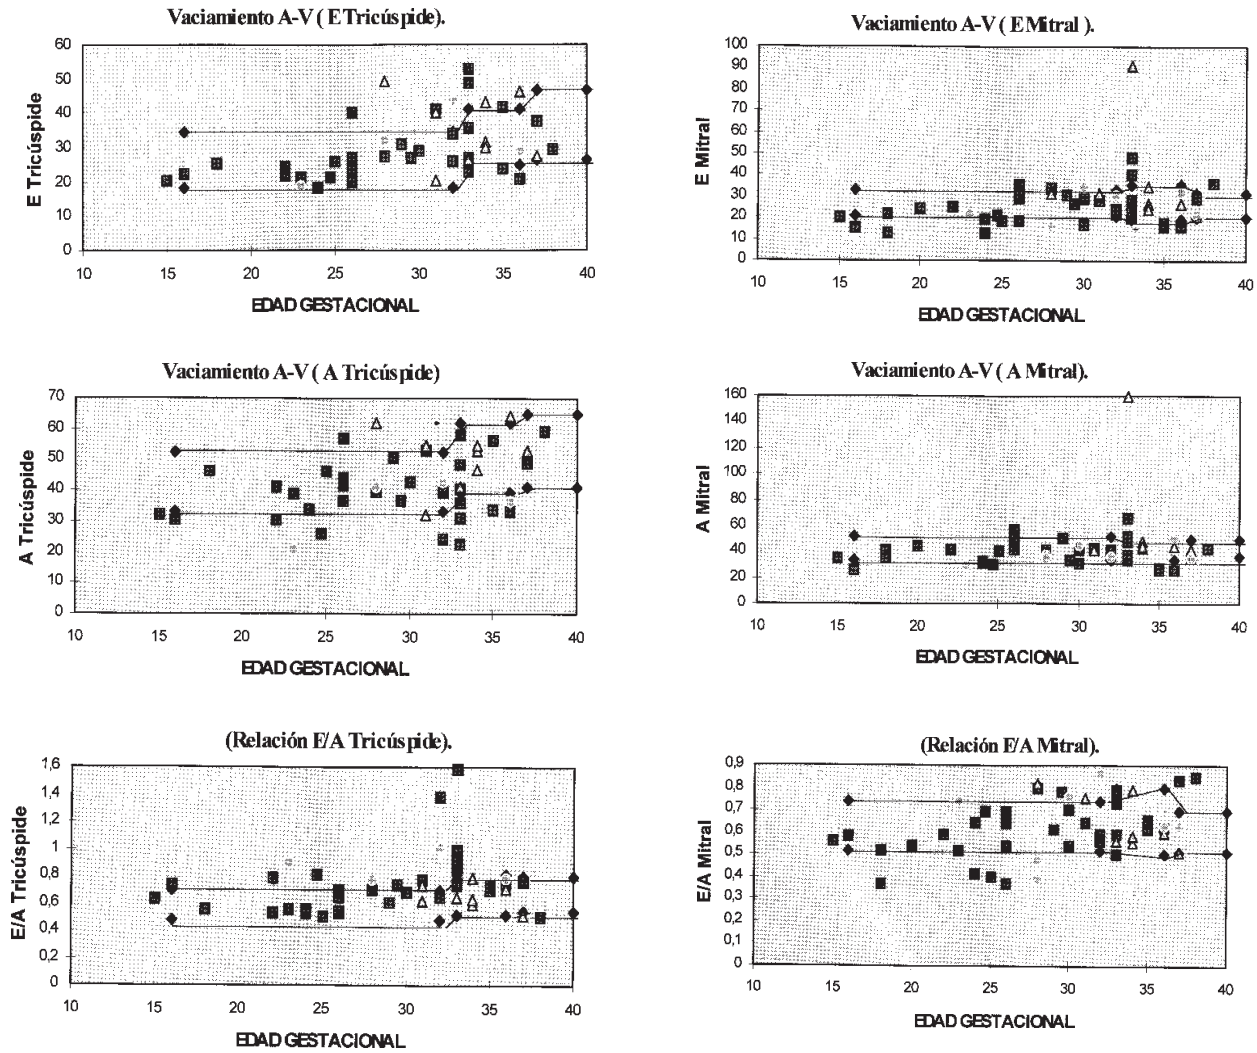 Vaciamiento A-V ( E Tricúspide).
60
50
40
30
20
10
0
E Tricúspide
10 15 20 25 30 35 40
EDAD GESTACIONAL
Vaciamiento A-V ( E Mitral ).
100
90
80
70
60
50
40
30
20
10
0
E Mitral
10 15 20 25 30 35 40
EDAD GESTACIONAL
Vaciamiento A-V ( A Tricúspide)
70
60
50
40
30
20
10
0
A Tricúspide
10 15 20 25 30 35 40
EDAD GESTACIONAL
Vaciamiento A-V ( A Mitral).
160
140
120
100
80
60
40
20
0
A Mitral
10 15 20 25 30 35 40
EDAD GESTACIONAL
(Relación E/A Tricúspide).
1,6
1,4
1,2
1
0,8
0,6
0,4
0,2
0
E/A Tricúspide
10 15 20 25 30 35 40
EDAD GESTACIONAL
(Relación E/A Mitral).
0,9
0,8
0,7
0,6
0,5
0,4
0,3
0,2
0,1
0
E/A Mitral
10 15 20 25 30 35 40
EDAD GESTACIONAL